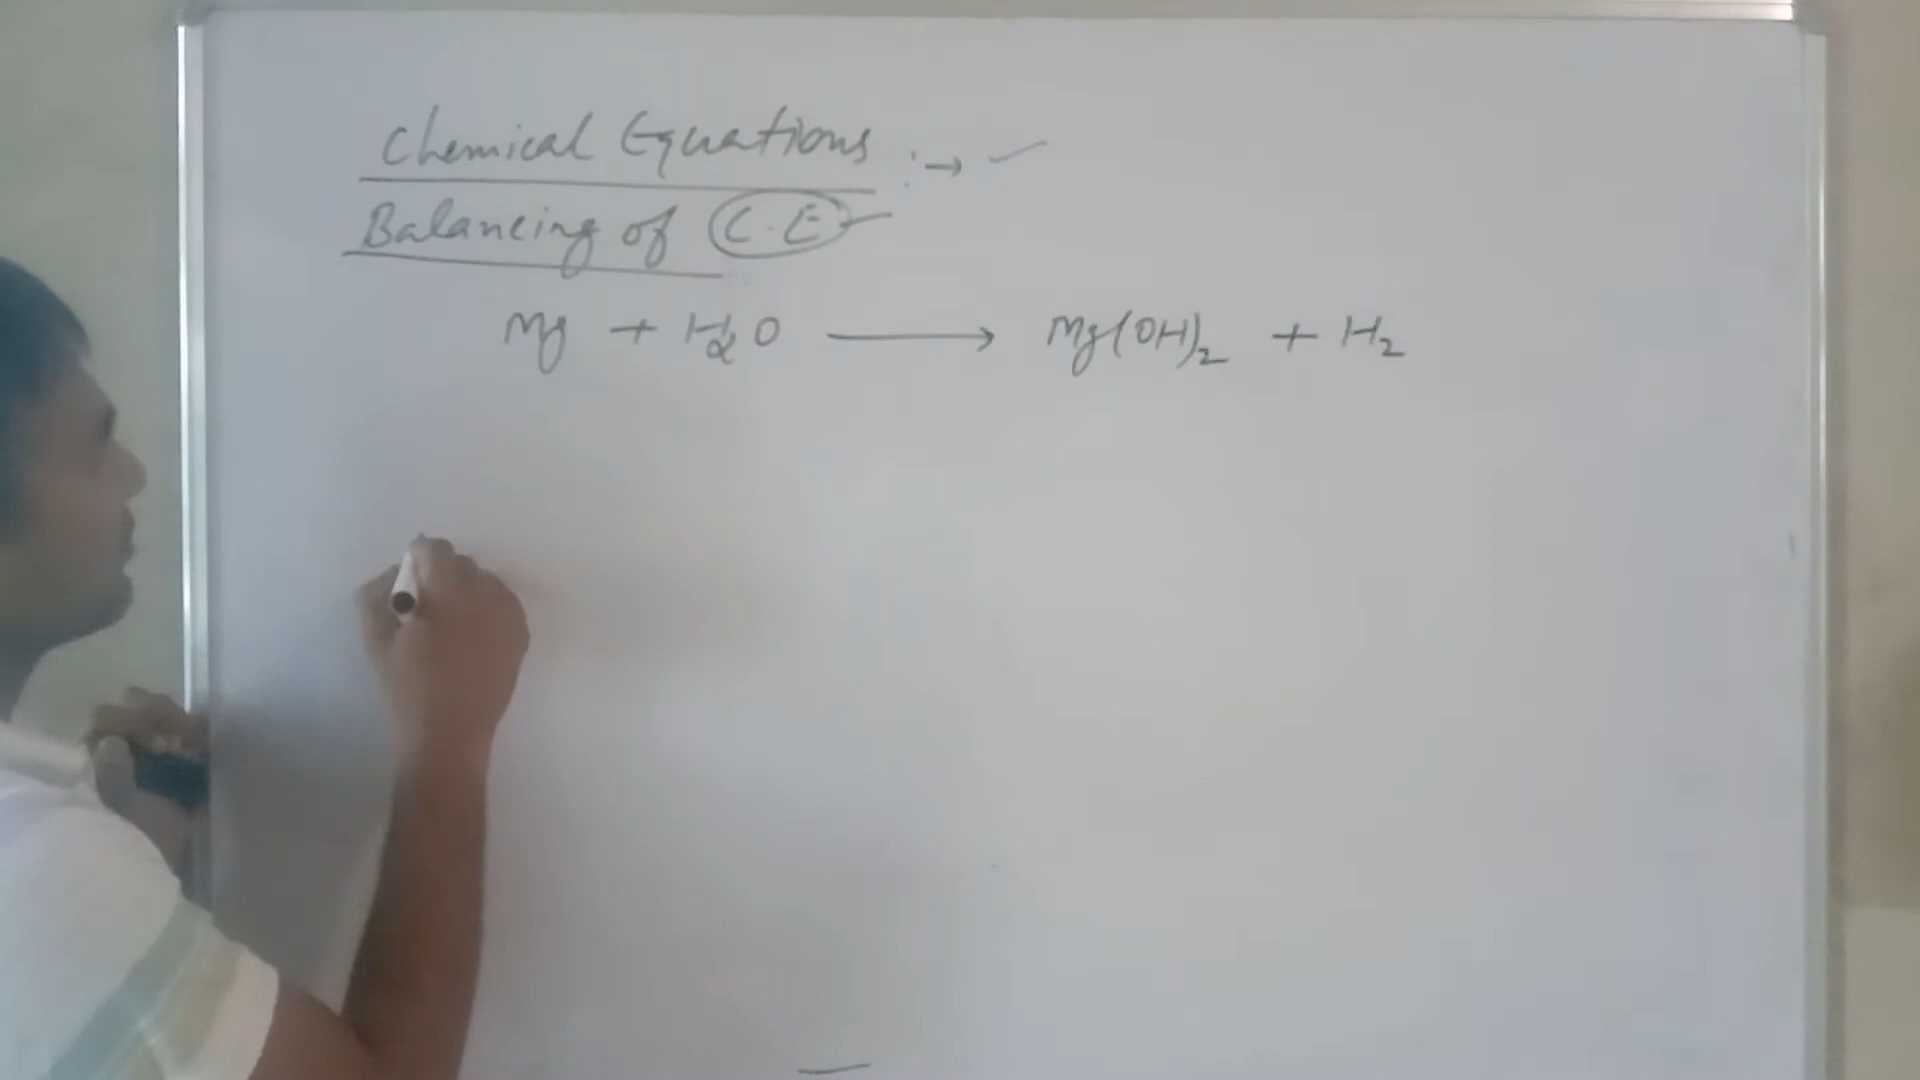 Chemical Equations :→ ✓
Balancing of C.E
Mg + H₂O ⟶ Mg(OH)₂ + H₂